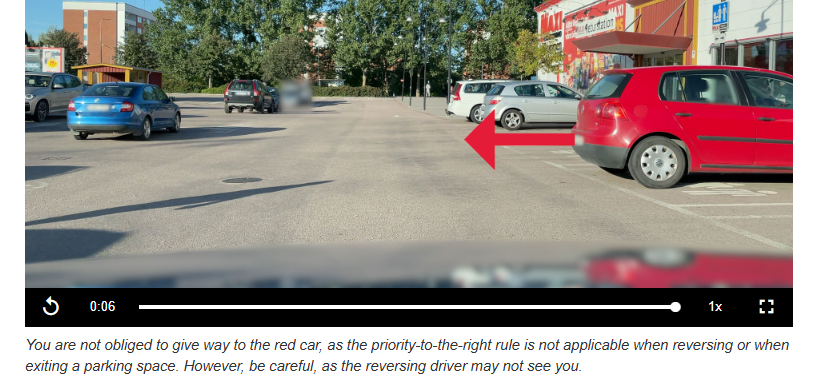 MAXI
MAXI
0:06
1x
You are not obliged to give way to the red car, as the priority-to-the-right rule is not applicable when reversing or when
exiting a parking space. However, be careful, as the reversing driver may not see you.